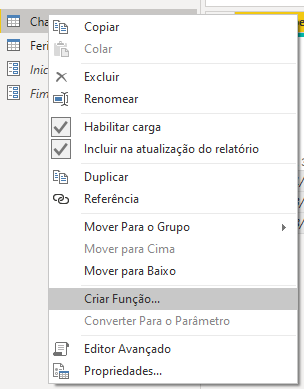 Cha
Feri
Iníc
Fim
Copiar
Colar
Excluir
Renomear
Habilitar carga
Incluir na atualização do relatório
Duplicar
Referência
Mover Para o Grupo
Mover para Cima
Mover para Baixo
Criar Função...
Converter Para o Parâmetro
Editor Avançado
Propriedades...